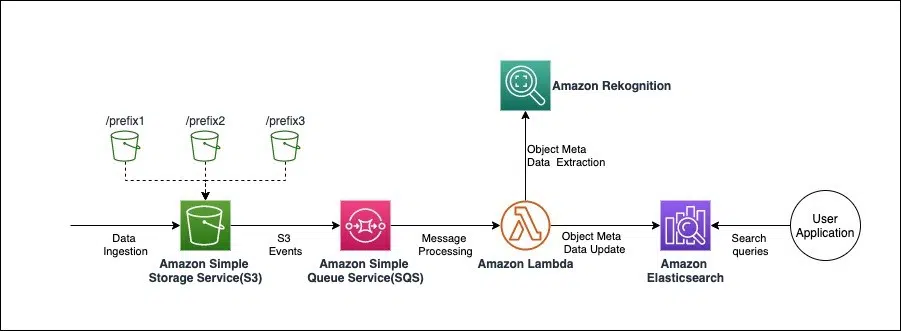 Amazon Rekognition
/prefix1
/prefix2
/prefix3
Object Meta
Data Extraction
Data
Ingestion
S3
Events
Message
Processing
Object Meta
Data Update
Search
queries
User
Application
Amazon Simple
Storage Service(S3)
Amazon Simple
Queue Service(SQS)
Amazon Lambda
Amazon
Elasticsearch